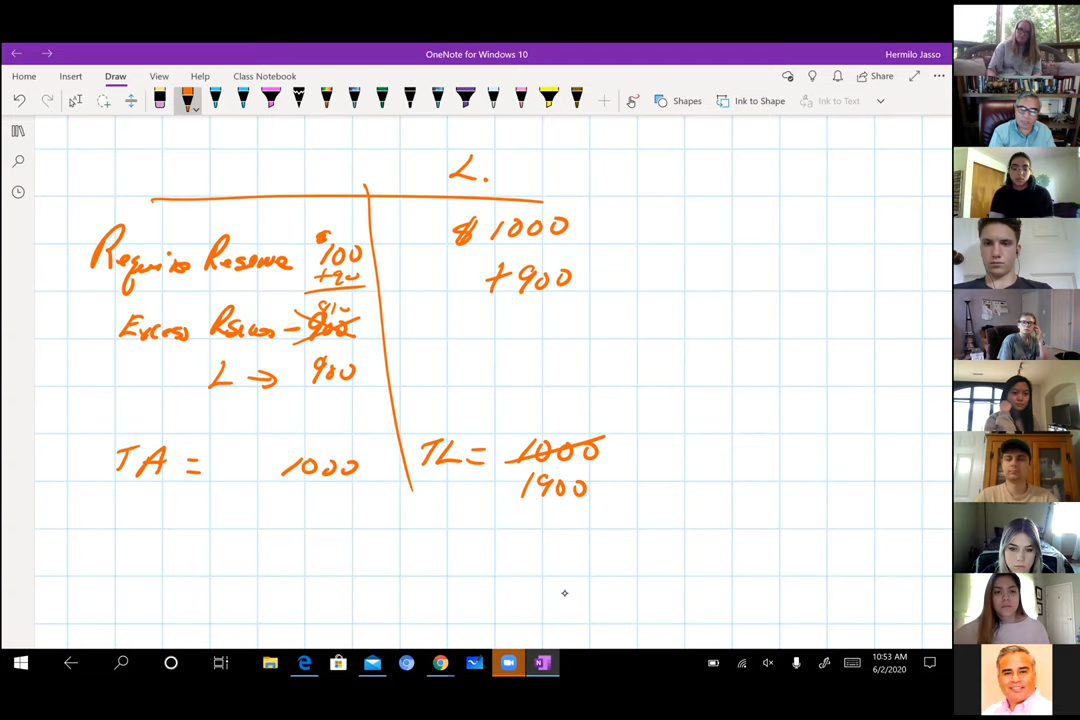 OneNote for Windows 10
Hermilo Jasso
Home Insert Draw View Help Class Notebook
Share
Shapes Ink to Shape Ink to Text
L.
Require Reserve $100
+90
$ 1000
+900
810
Excess 900
L → 900
TA = 1000
TL = 1000
1900
10:53 AM
6/2/2020